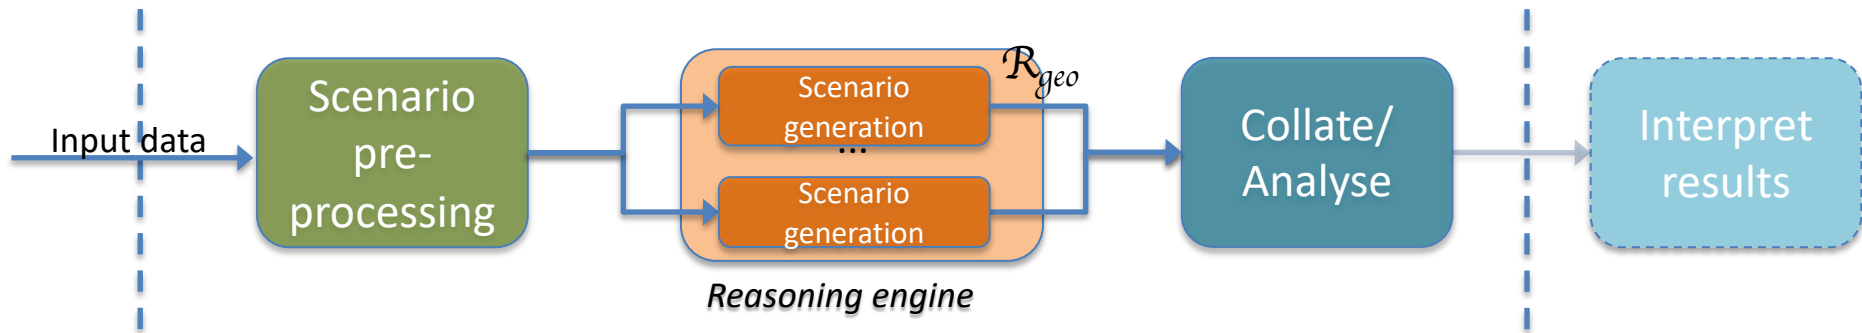 Input data
Scenario
pre-
processing
Scenario
generation
...
Scenario
generation
ℛgeo
Reasoning engine
Collate/
Analyse
Interpret
results